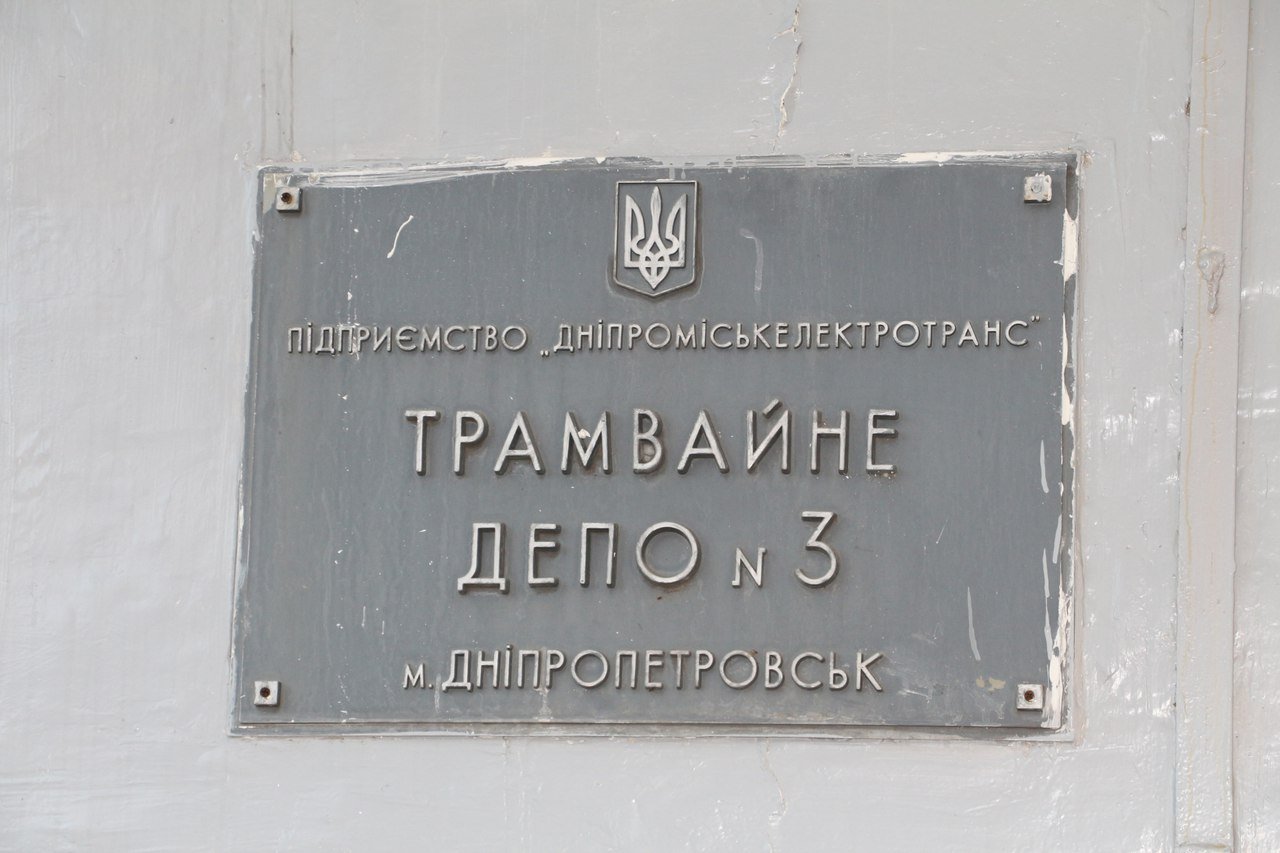 ПІДПРИЄМСТВО „ДНІПРОМІСЬКЕЛЕКТРОТРАНС"
ТРАМВАЙНЕ
ДЕПО N 3
м. ДНІПРОПЕТРОВСЬК